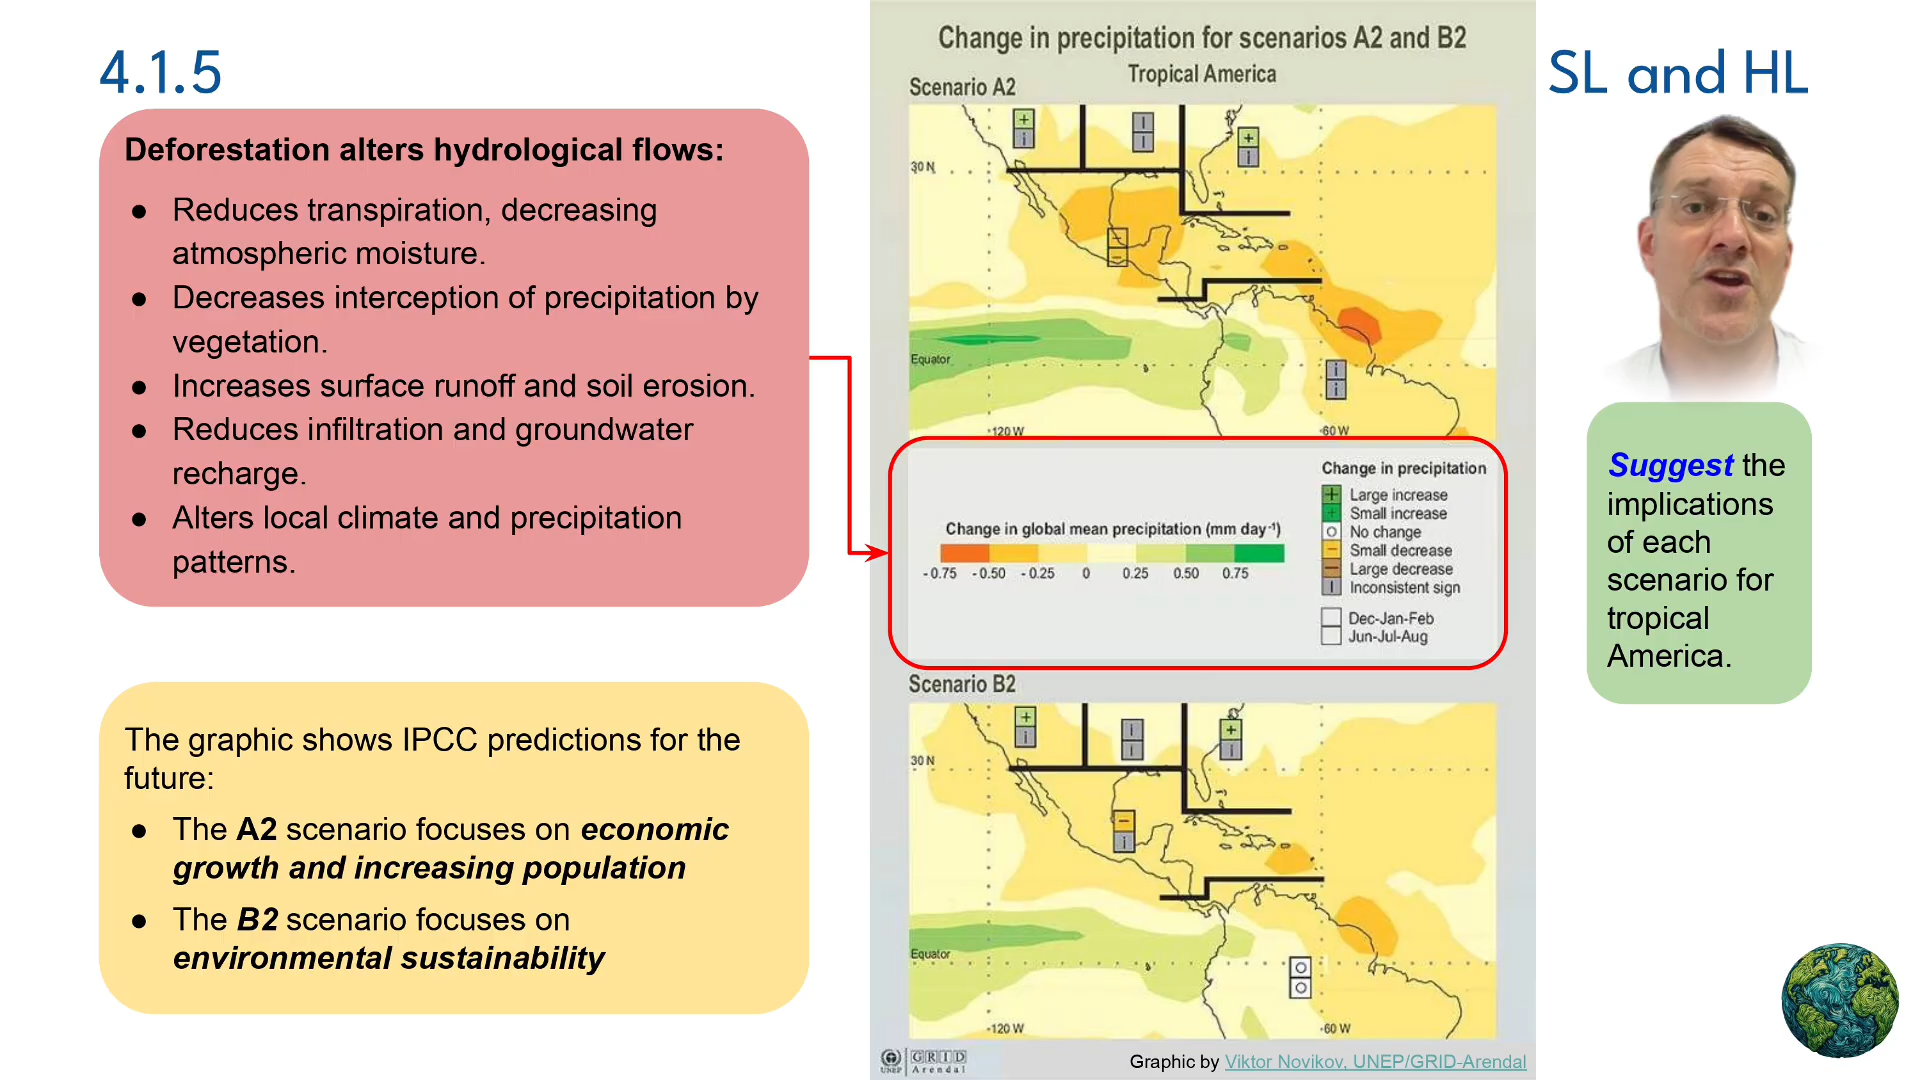 4.1.5
SL and HL
Deforestation alters hydrological flows:
● Reduces transpiration, decreasing
atmospheric moisture.
● Decreases interception of precipitation by
vegetation.
● Increases surface runoff and soil erosion.
● Reduces infiltration and groundwater
recharge.
● Alters local climate and precipitation
patterns.
The graphic shows IPCC predictions for the
future:
● The A2 scenario focuses on economic
growth and increasing population
● The B2 scenario focuses on
environmental sustainability
Change in precipitation for scenarios A2 and B2
Tropical America
Scenario A2
30 N
Equator
120 W
60 W
Change in global mean precipitation (mm day-1)
- 0.75 - 0.50 - 0.25 0 0.25 0.50 0.75
Change in precipitation
+ Large increase
+ Small increase
○ No change
− Small decrease
− Large decrease
I Inconsistent sign
Dec-Jan-Feb
Jun-Jul-Aug
Scenario B2
30 N
Equator
120 W
60 W
UNEP
GRID
Arendal
Graphic by Viktor Novikov, UNEP/GRID-Arendal
Suggest the
implications
of each
scenario for
tropical
America.